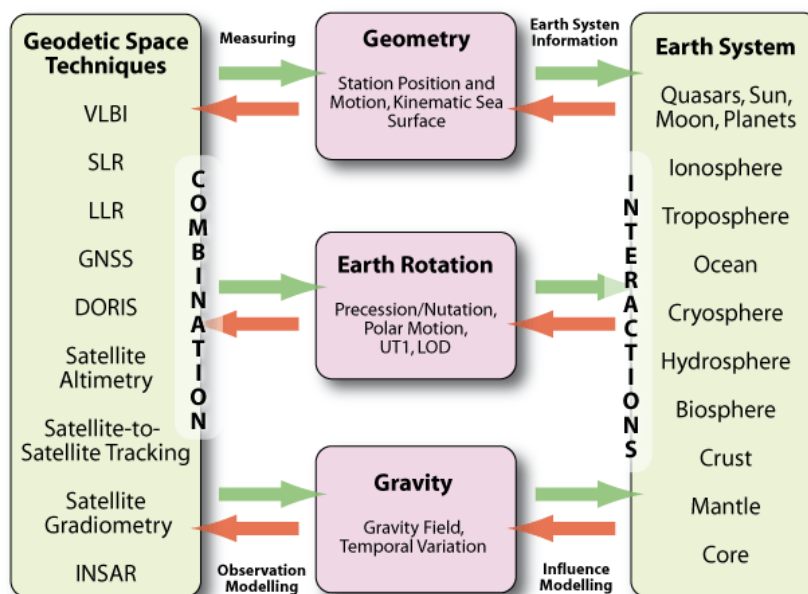 Geodetic Space
Techniques
VLBI
SLR
LLR
GNSS
DORIS
Satellite
Altimetry
Satellite-to-
Satellite Tracking
Satellite
Gradiometry
INSAR
COMBINATION
Measuring
Observation
Modelling
Geometry
Station Position and
Motion, Kinematic Sea
Surface
Earth Rotation
Precession/Nutation,
Polar Motion,
UT1, LOD
Gravity
Gravity Field,
Temporal Variation
Earth Systen
Information
Influence
Modelling
INTERACTIONS
Earth System
Quasars, Sun,
Moon, Planets
Ionosphere
Troposphere
Ocean
Cryosphere
Hydrosphere
Biosphere
Crust
Mantle
Core